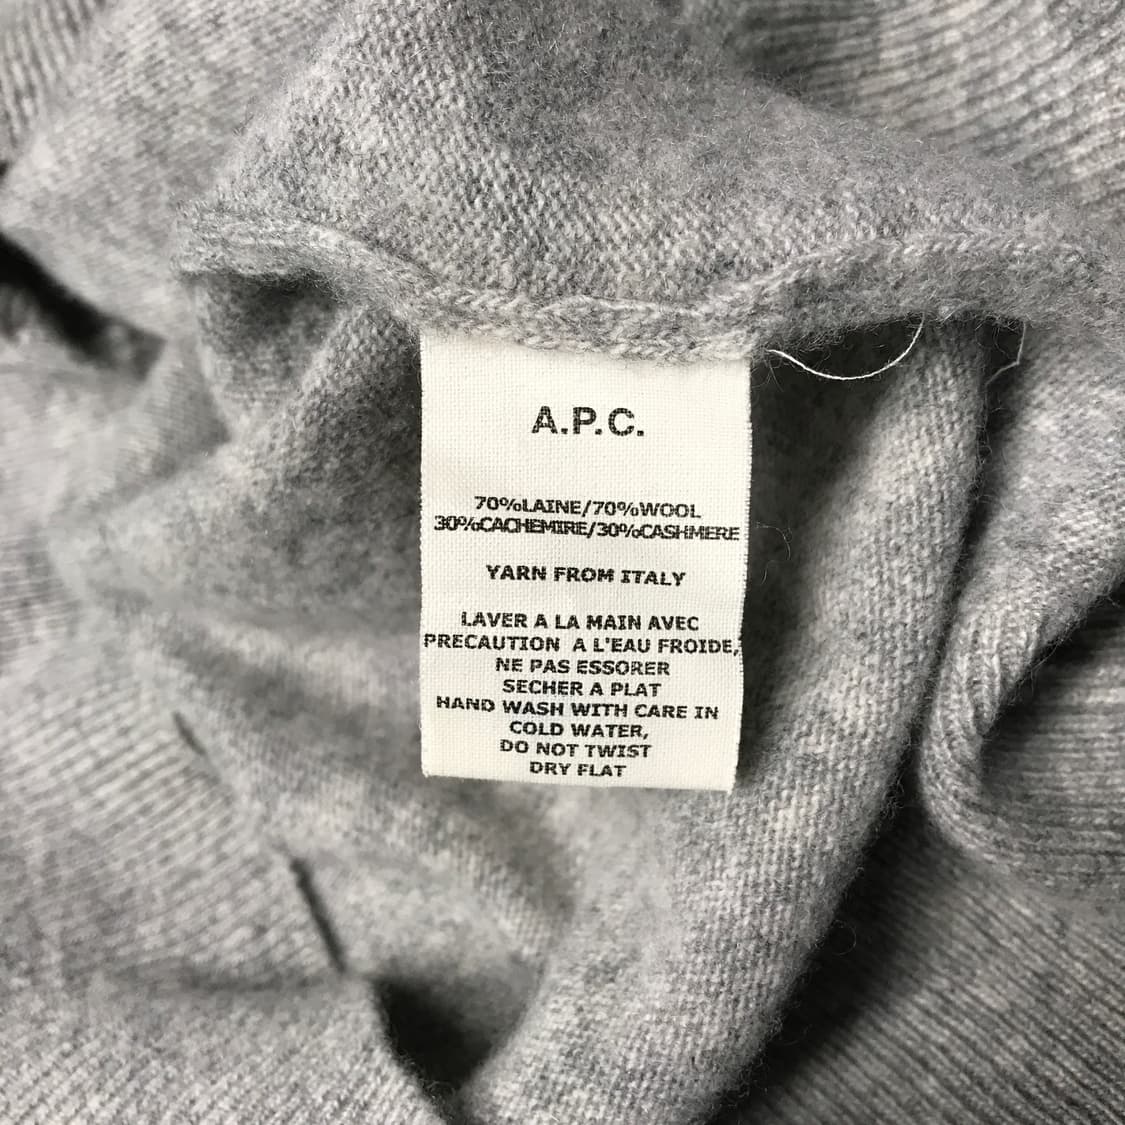 A.P.C.
70%LAINE/70%WOOL
30%CACHEMIRE/30%CASHMERE
YARN FROM ITALY
LAVER A LA MAIN AVEC
PRECAUTION A L'EAU FROIDE,
NE PAS ESSORER
SECHER A PLAT
HAND WASH WITH CARE IN
COLD WATER,
DO NOT TWIST
DRY FLAT